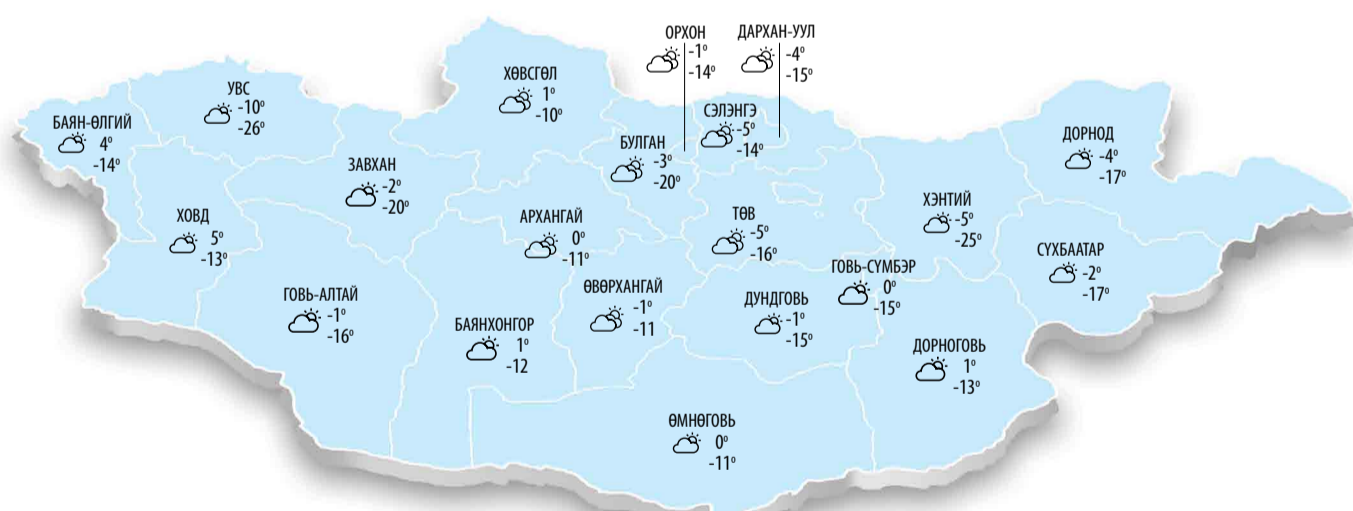 ОРХОН
-1°
-14°
ДАРХАН-УУЛ
-4°
-15°
ХӨВСГӨЛ
1°
-10°
УВС
-10°
-26°
БАЯН-ӨЛГИЙ
4°
-14°
СЭЛЭНГЭ
-5°
-14°
БУЛГАН
-3°
-20°
ДОРНОД
-4°
-17°
ЗАВХАН
-2°
-20°
ХЭНТИЙ
-5°
-25°
ХОВД
5°
-13°
АРХАНГАЙ
0°
-11°
ТӨВ
-5°
-16°
СҮХБААТАР
-2°
-17°
ГОВЬ-СҮМБЭР
0°
-15°
ӨВӨРХАНГАЙ
-1°
-11
ГОВЬ-АЛТАЙ
-1°
-16°
ДУНДГОВЬ
-1°
-15°
БАЯНХОНГОР
1°
-12
ДОРНОГОВЬ
1°
-13°
ӨМНӨГОВЬ
0°
-11°